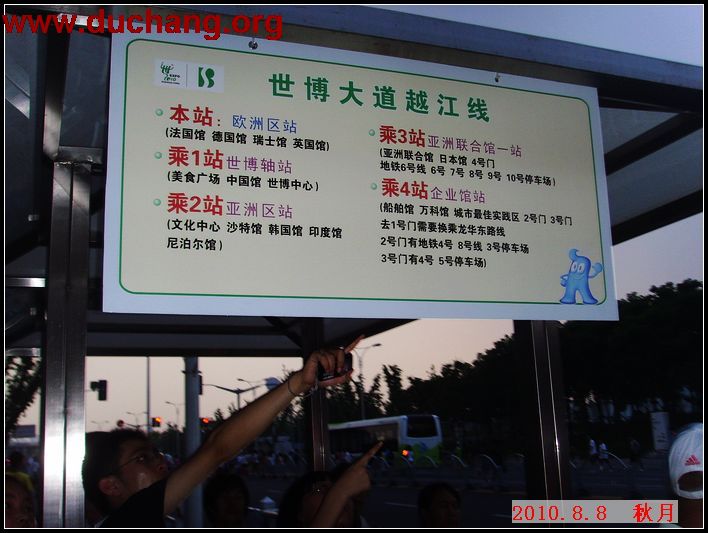 www.duchang.org
EXPO
世博大道越江线
本站：欧洲区站
(法国馆 德国馆 瑞士馆 英国馆)
乘1站世博轴站
(美食广场 中国馆 世博中心)
乘2站亚洲区站
(文化中心 沙特馆 韩国馆 印度馆
尼泊尔馆)
乘3站亚洲联合馆一站
(亚洲联合馆 日本馆 4号门
地铁6号线 6号 7号 8号 9号 10号停车场)
乘4站企业馆站
(船舶馆 万科馆 城市最佳实践区 2号门 3号门
去1号门需要换乘龙华东路线
2号门有地铁4号 8号线 3号停车场
3号门有4号 5号停车场)
2010.8.8 秋月